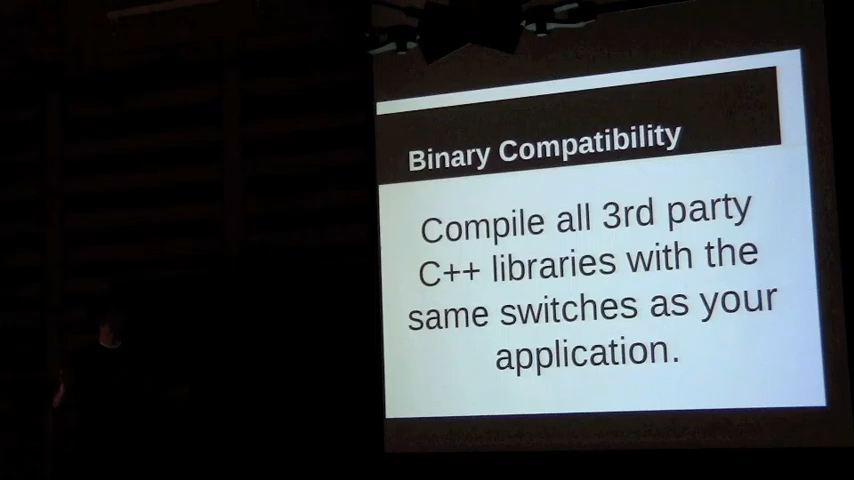 Binary Compatibility
Compile all 3rd party
C++ libraries with the
same switches as your
application.